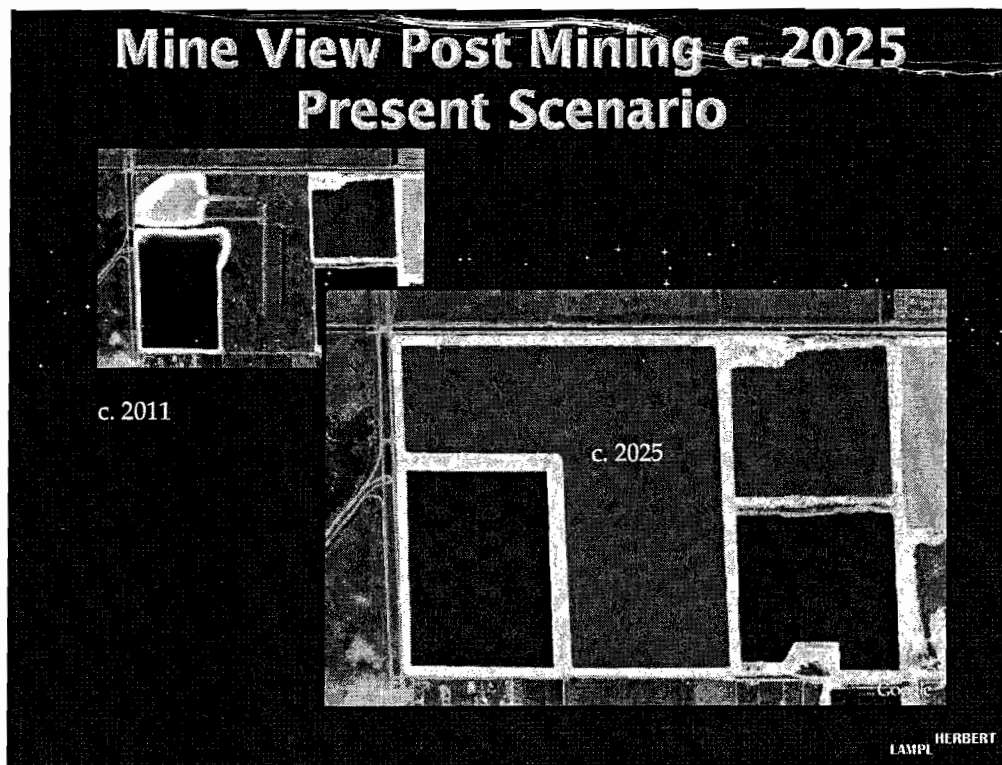 Mine View Post Mining c. 2025
Present Scenario
c. 2011
c. 2025
Google
LAMPL HERBERT